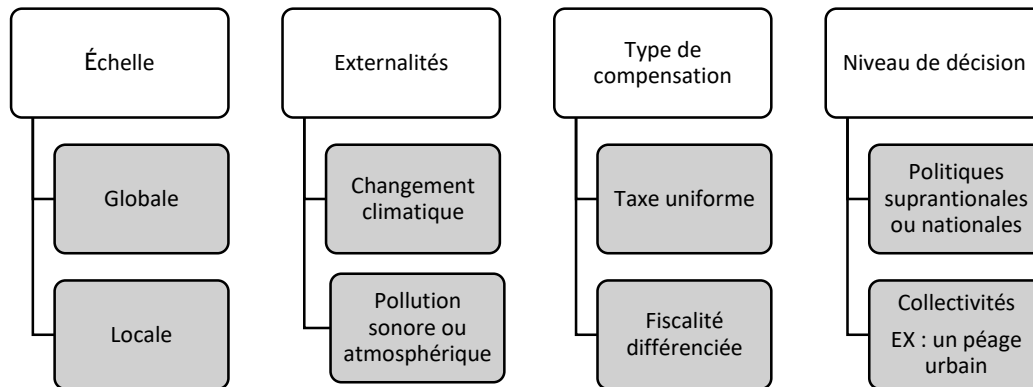 Échelle
Globale
Locale
Externalités
Changement
climatique
Pollution
sonore ou
atmosphérique
Type de
compensation
Taxe uniforme
Fiscalité
différenciée
Niveau de décision
Politiques
suprantionales
ou nationales
Collectivités
EX : un péage
urbain